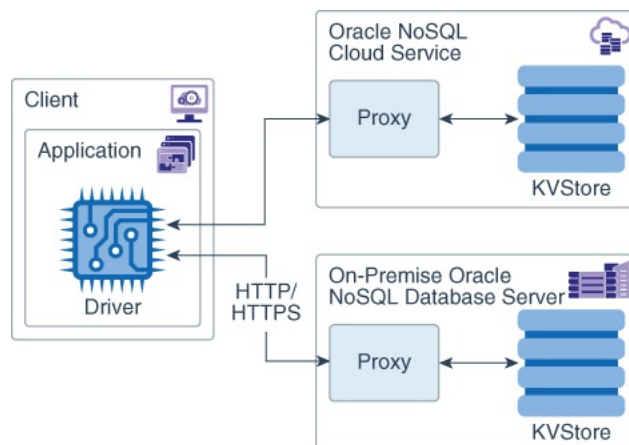 Client
Application
Driver
HTTP/
HTTPS
Oracle NoSQL
Cloud Service
Proxy
KVStore
On-Premise Oracle
NoSQL Database Server
Proxy
KVStore